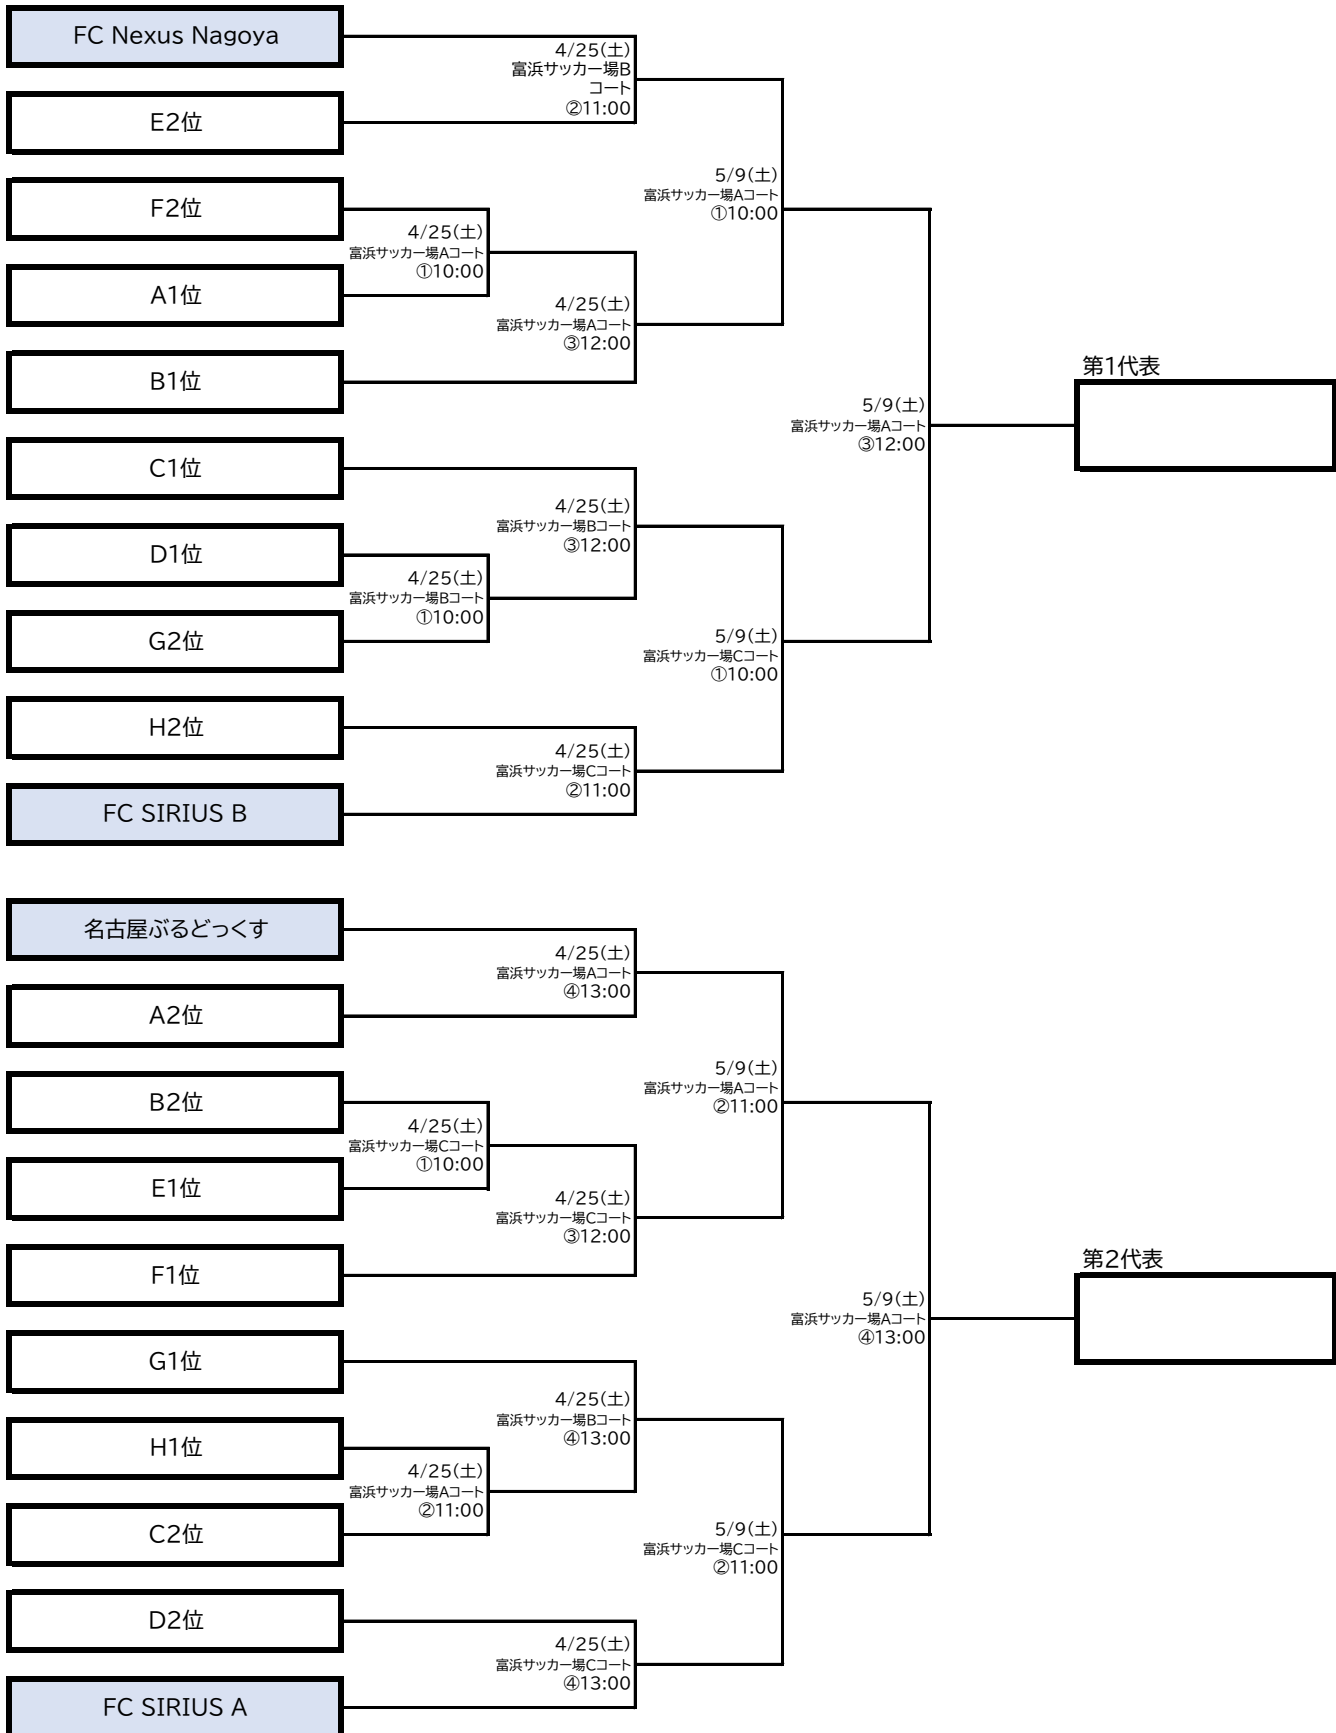 FC Nexus Nagoya
4/25(土)
富浜サッカー場B
コート
②11:00
E2位
5/9(土)
富浜サッカー場Aコート
①10:00
F2位
4/25(土)
富浜サッカー場Aコート
①10:00
A1位
4/25(土)
富浜サッカー場Aコート
③12:00
B1位
第1代表
5/9(土)
富浜サッカー場Aコート
③12:00
C1位
4/25(土)
富浜サッカー場Bコート
③12:00
D1位
4/25(土)
富浜サッカー場Bコート
①10:00
G2位
5/9(土)
富浜サッカー場Cコート
①10:00
H2位
4/25(土)
富浜サッカー場Cコート
②11:00
FC SIRIUS B
名古屋ぶるどっくす
4/25(土)
富浜サッカー場Aコート
④13:00
A2位
5/9(土)
富浜サッカー場Aコート
②11:00
B2位
4/25(土)
富浜サッカー場Cコート
①10:00
E1位
4/25(土)
富浜サッカー場Cコート
③12:00
F1位
第2代表
5/9(土)
富浜サッカー場Aコート
④13:00
G1位
4/25(土)
富浜サッカー場Bコート
④13:00
H1位
4/25(土)
富浜サッカー場Aコート
②11:00
C2位
5/9(土)
富浜サッカー場Cコート
②11:00
D2位
4/25(土)
富浜サッカー場Cコート
④13:00
FC SIRIUS A